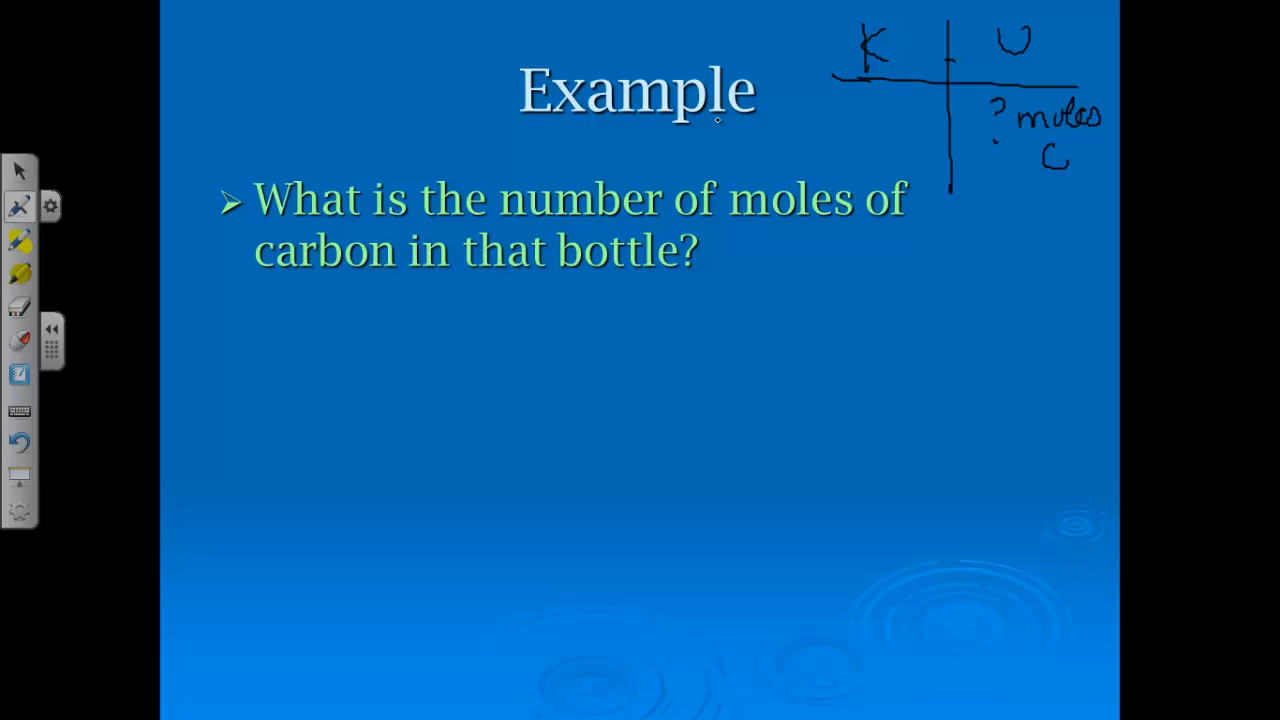 K U
Example
? moles
C
What is the number of moles of
carbon in that bottle?